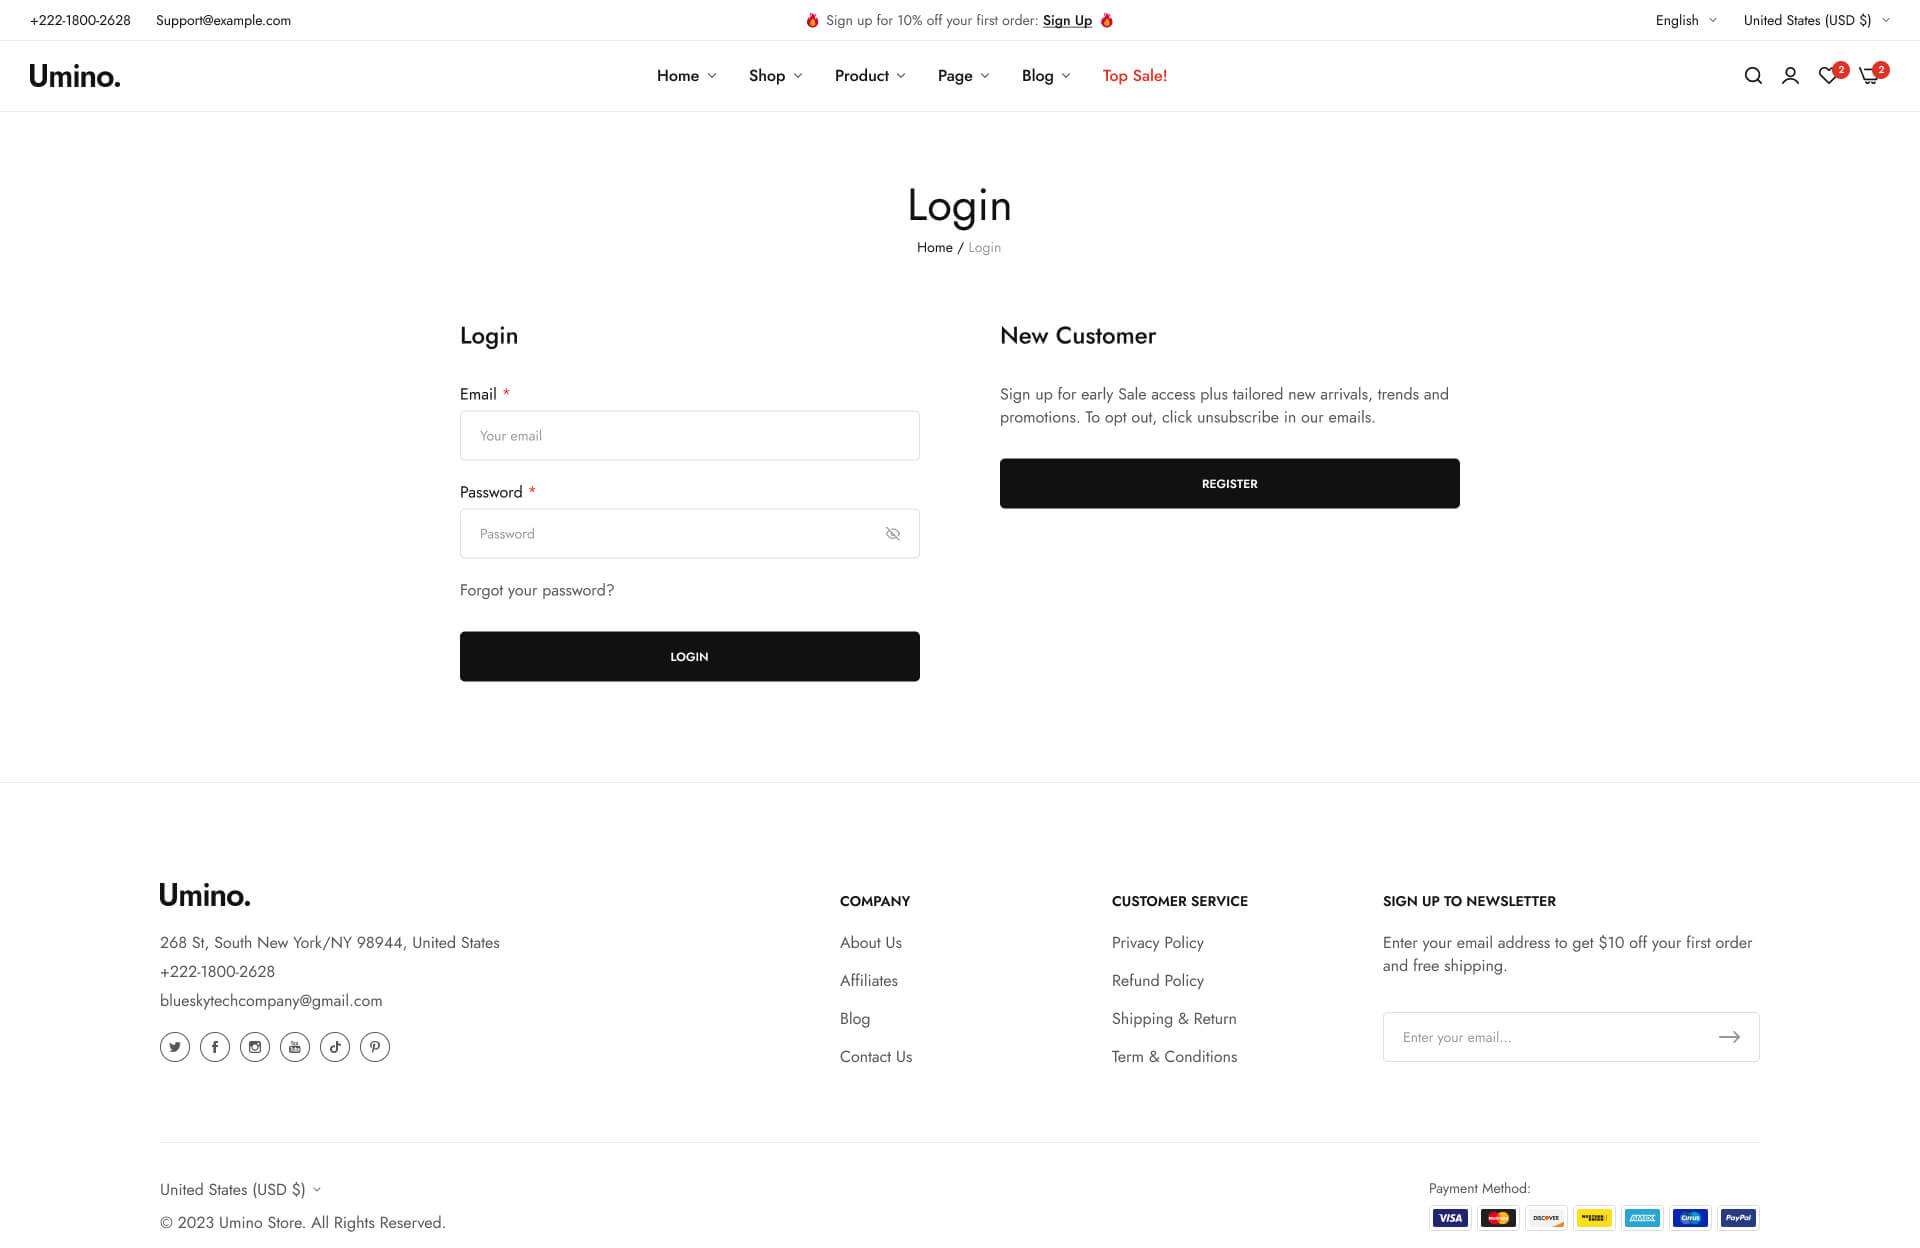 +222-1800-2628
Support@example.com
Sign up for 10% off your first order: Sign Up
English
United States (USD $)
Umino.
Home
Shop
Product
Page
Blog
Top Sale!
2
2
Login
Home / Login
Login
Email *
Your email
Password *
Password
Forgot your password?
LOGIN
New Customer
Sign up for early Sale access plus tailored new arrivals, trends and
promotions. To opt out, click unsubscribe in our emails.
REGISTER
Umino.
268 St, South New York/NY 98944, United States
+222-1800-2628
blueskytechcompany@gmail.com
COMPANY
About Us
Affiliates
Blog
Contact Us
CUSTOMER SERVICE
Privacy Policy
Refund Policy
Shipping & Return
Term & Conditions
SIGN UP TO NEWSLETTER
Enter your email address to get $10 off your first order
and free shipping.
Enter your email...
United States (USD $)
© 2023 Umino Store. All Rights Reserved.
Payment Method:
VISA
DISCOVER
AMEX
Cirrus
PayPal